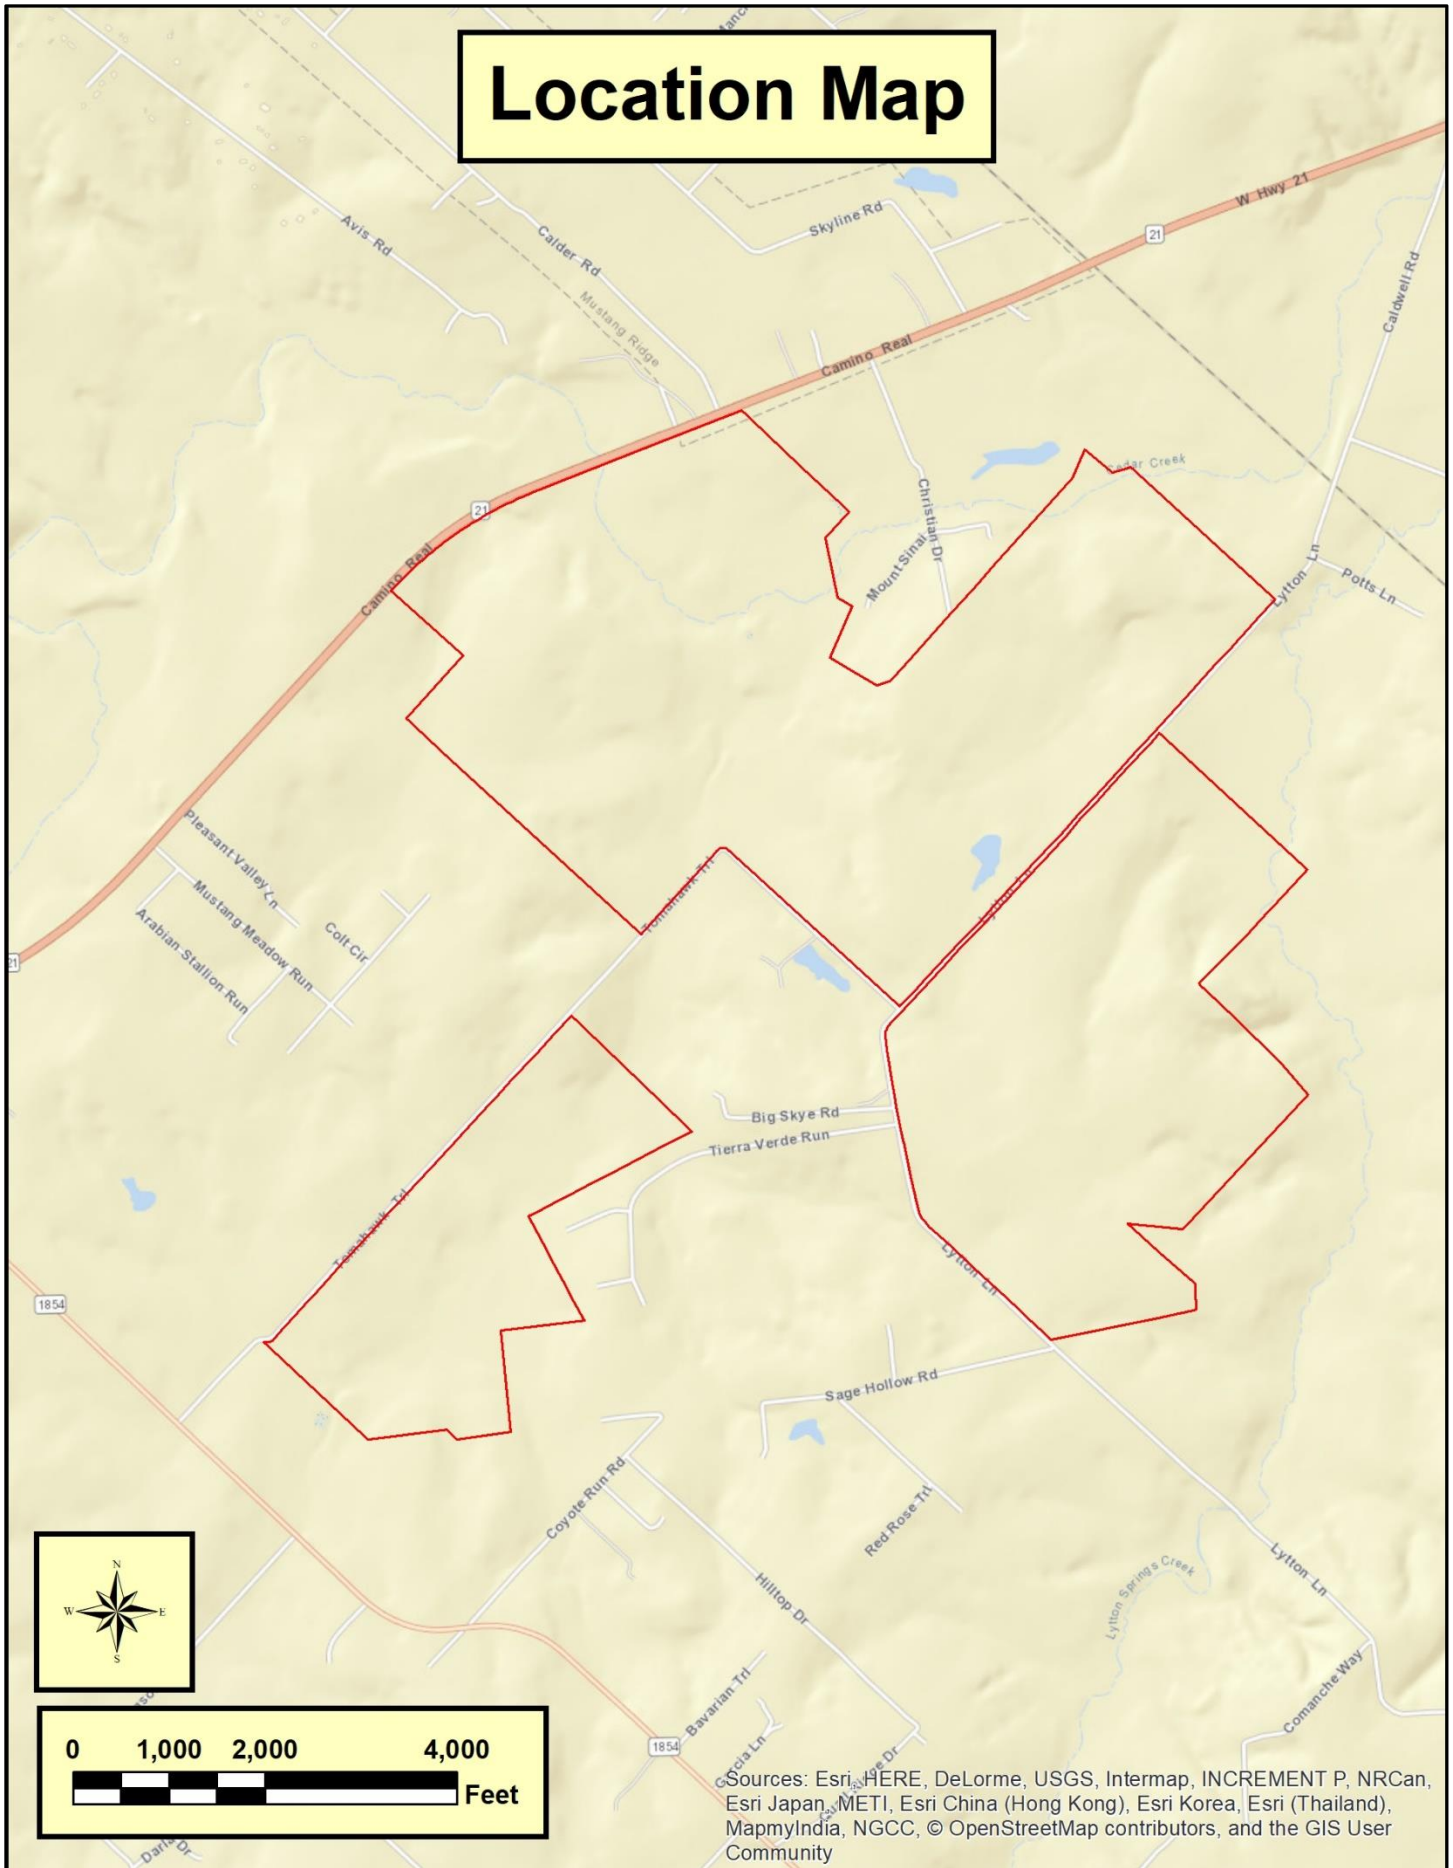 Location Map
W Hwy 21
21
Skyline Rd
Avis Rd
Calder Rd
Caldwell Rd
Mustang Ridge
Camino Real
Cedar Creek
Christian Dr
21
Mount Sinai
Camino Real
Lytton Ln
Potts Ln
Pleasant Valley Ln
Mustang Meadow Run
Tomahawk Trl
Lytton Ln
Arabian Stallion Run
Colt Cir
21
Big Skye Rd
Tierra Verde Run
Tomahawk Trl
Lytton Ln
1854
Sage Hollow Rd
Coyote Run Rd
Red Rose Trl
Hilltop Dr
Lytton Springs Creek
Lytton Ln
N
W E
S
Comanche Way
Bavarian Trl
1854
Garcia Ln
0 1,000 2,000 4,000
Feet
Darla Dr
Sources: Esri, HERE, DeLorme, USGS, Intermap, INCREMENT P, NRCan,
Esri Japan, METI, Esri China (Hong Kong), Esri Korea, Esri (Thailand),
MapmyIndia, NGCC, © OpenStreetMap contributors, and the GIS User
Community